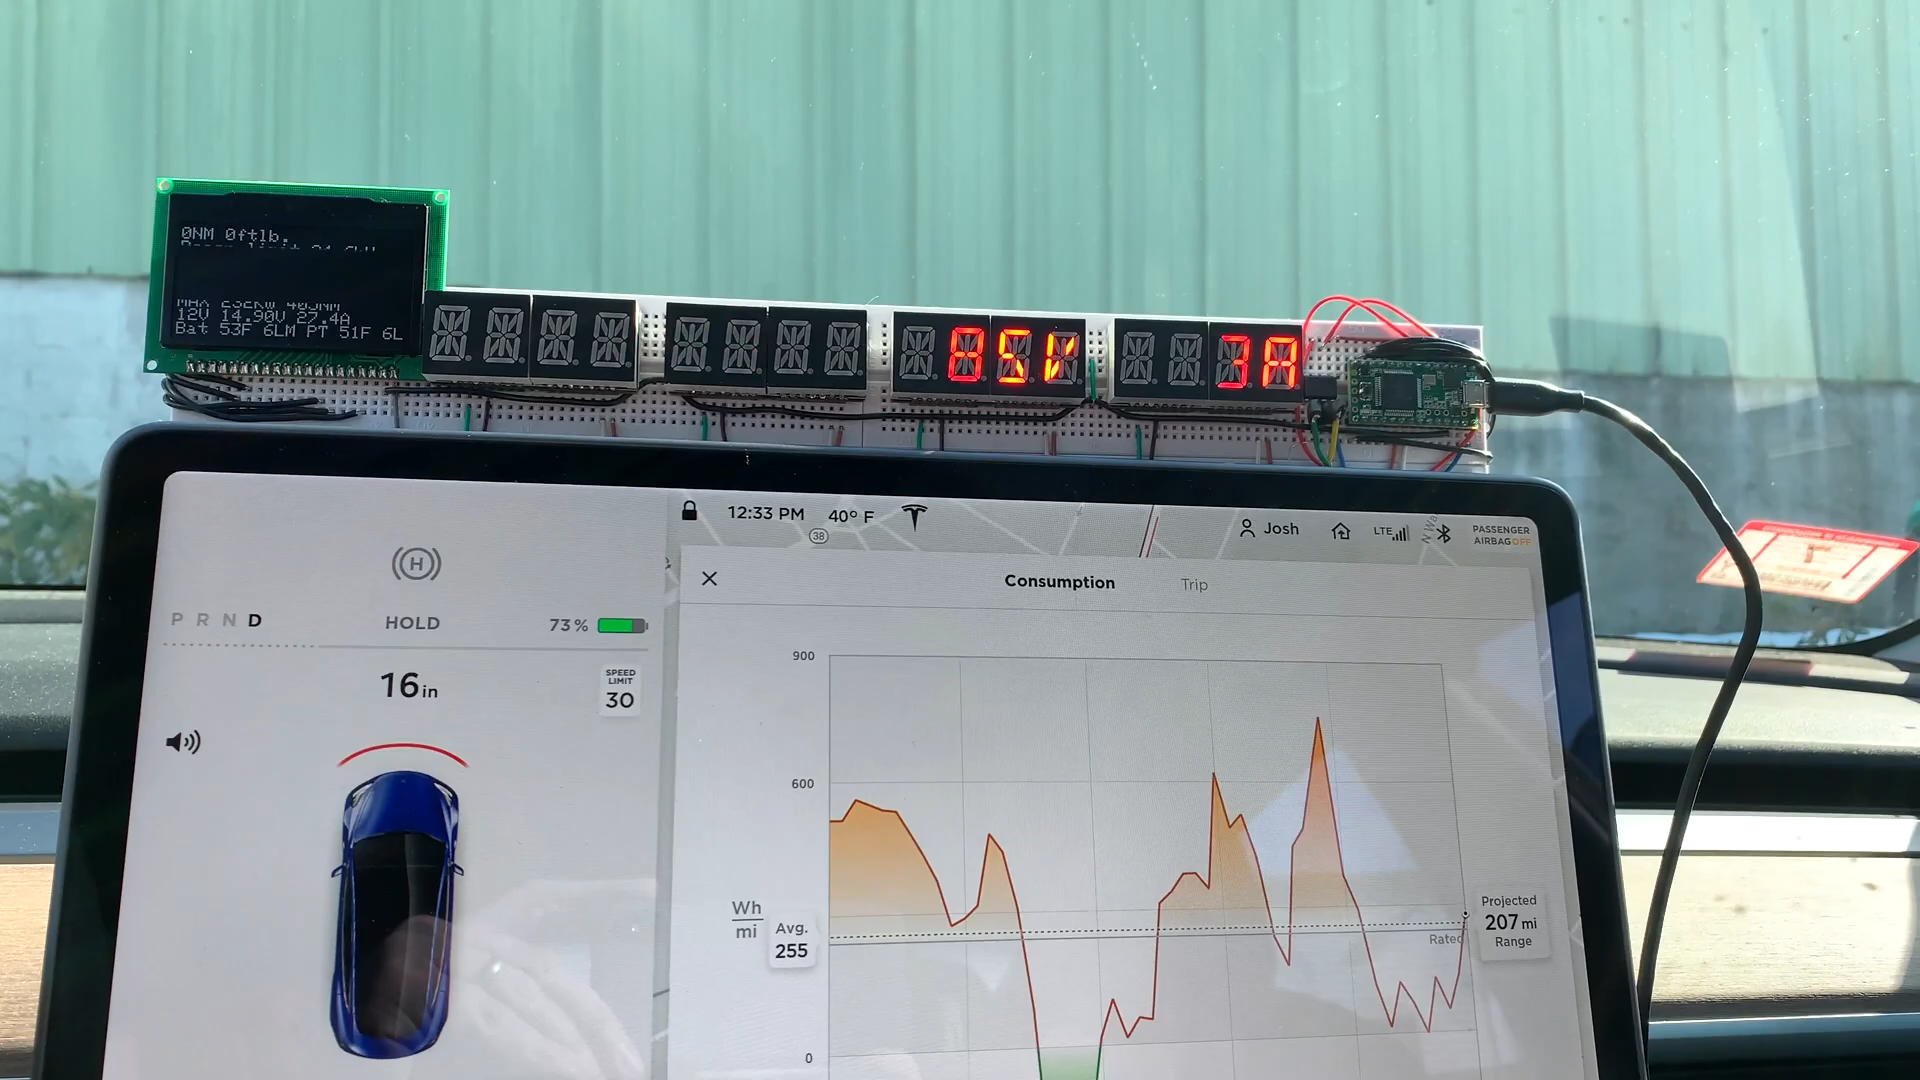 0NM 0ftlb.
12V 14.90V 27.4A
Bat 53F 6LM PT 51F 6L
3A
12:33 PM 40° F
38
Josh
LTE
PASSENGER
AIRBAG OFF
H
P R N D
HOLD
73%
16in
SPEED
LIMIT
30
Consumption Trip
900
600
Wh
mi
Avg.
255
0
Rated
Projected
207 mi
Range